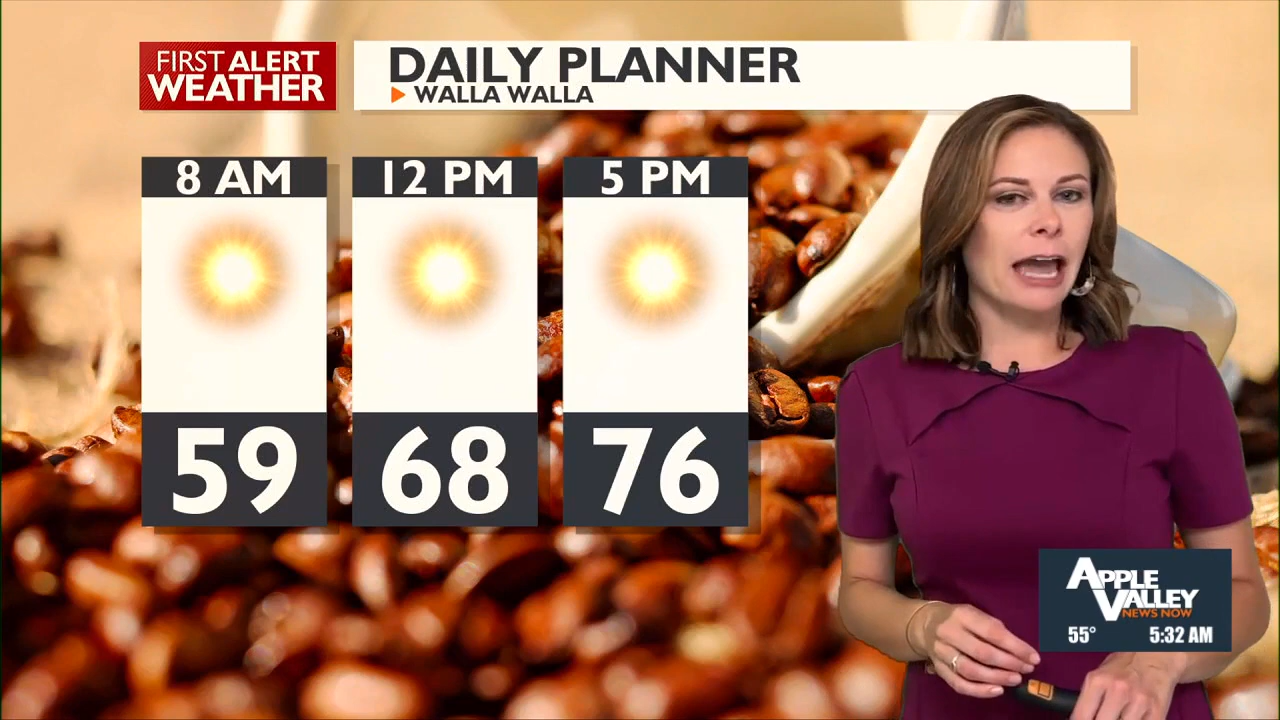 FIRST ALERT
WEATHER
DAILY PLANNER
WALLA WALLA
8 AM
12 PM
5 PM
59
68
76
APPLE
VALLEY
NEWS NOW
55° 5:32 AM